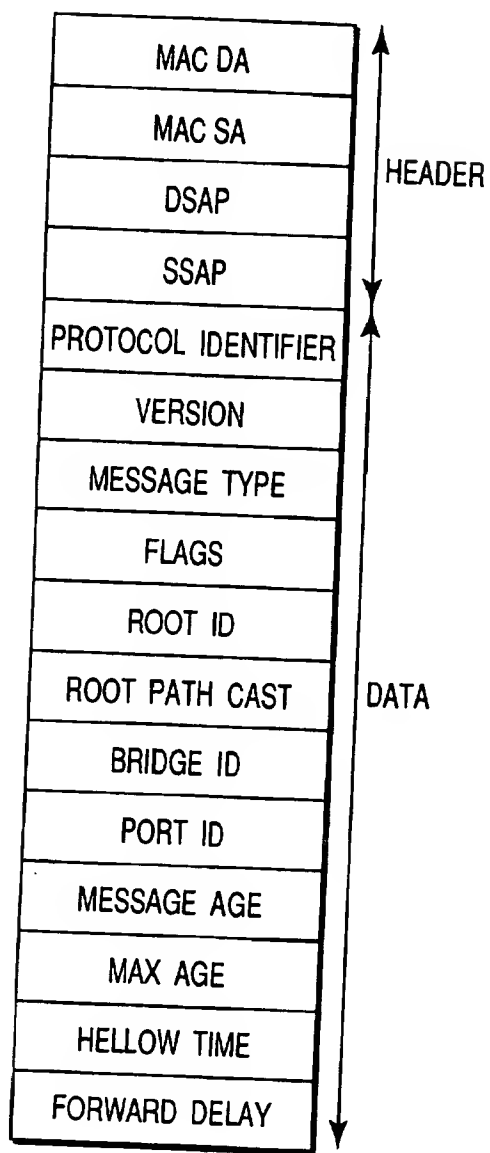 MAC DA
MAC SA
DSAP
SSAP
HEADER
PROTOCOL IDENTIFIER
VERSION
MESSAGE TYPE
FLAGS
ROOT ID
ROOT PATH CAST
BRIDGE ID
PORT ID
MESSAGE AGE
MAX AGE
HELLOW TIME
FORWARD DELAY
DATA